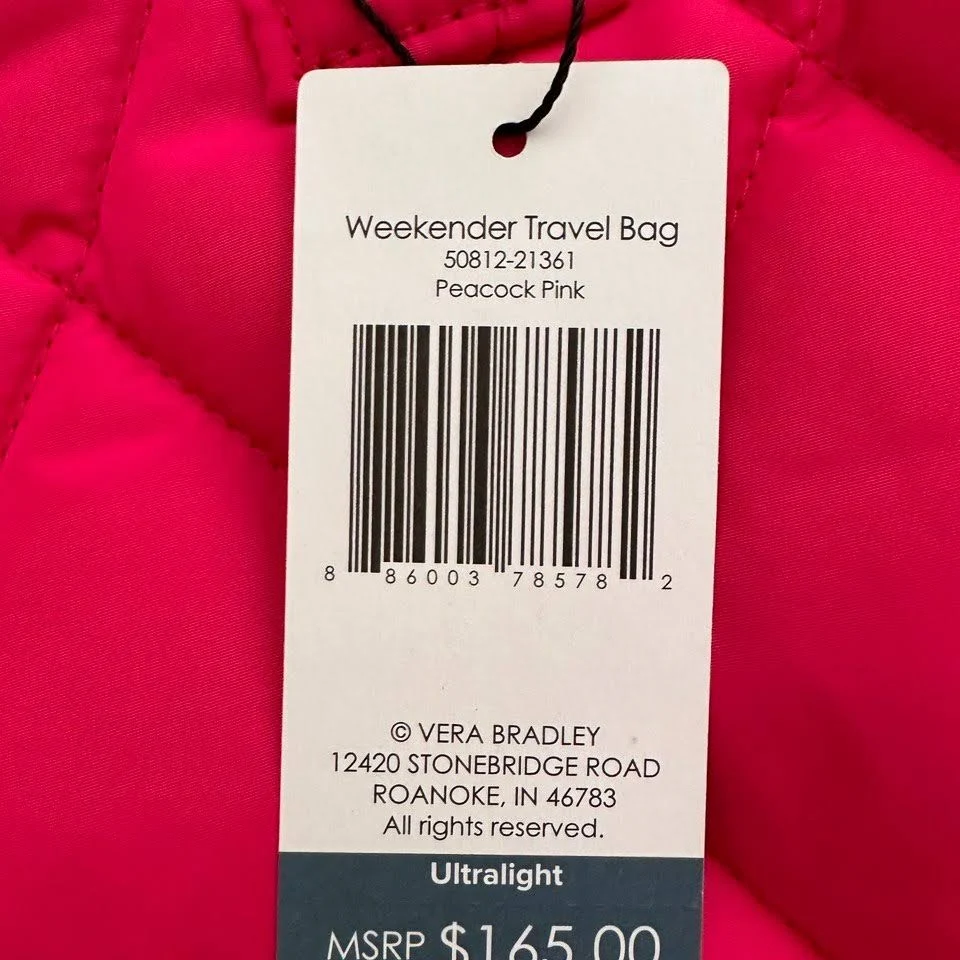 Weekender Travel Bag
50812-21361
Peacock Pink
8 86003 78578 2
© VERA BRADLEY
12420 STONEBRIDGE ROAD
ROANOKE, IN 46783
All rights reserved.
Ultralight
MSRP $165.00